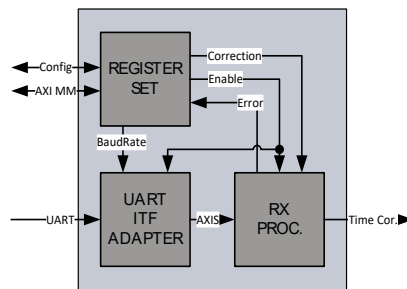 Correction
Config
REGISTER
SET
Enable
AXI MM
Error
BaudRate
UART
ITF
ADAPTER
RX
PROC.
UART
AXIS
Time Cor.